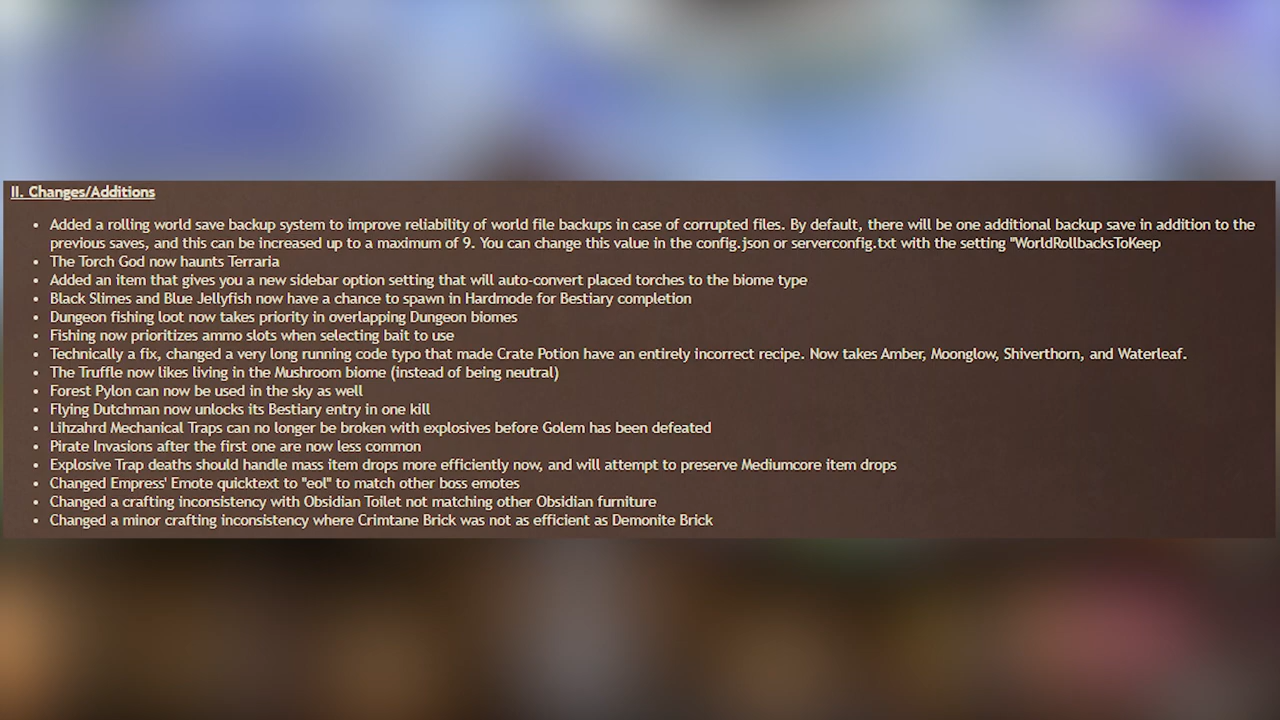 II. Changes/Additions
• Added a rolling world save backup system to improve reliability of world file backups in case of corrupted files. By default, there will be one additional backup save in addition to the
previous saves, and this can be increased up to a maximum of 9. You can change this value in the config.json or serverconfig.txt with the setting "WorldRollbacksToKeep
• The Torch God now haunts Terraria
• Added an item that gives you a new sidebar option setting that will auto-convert placed torches to the biome type
• Black Slimes and Blue Jellyfish now have a chance to spawn in Hardmode for Bestiary completion
• Dungeon fishing loot now takes priority in overlapping Dungeon biomes
• Fishing now prioritizes ammo slots when selecting bait to use
• Technically a fix, changed a very long running code typo that made Crate Potion have an entirely incorrect recipe. Now takes Amber, Moonglow, Shiverthorn, and Waterleaf.
• The Truffle now likes living in the Mushroom biome (instead of being neutral)
• Forest Pylon can now be used in the sky as well
• Flying Dutchman now unlocks its Bestiary entry in one kill
• Lihzahrd Mechanical Traps can no longer be broken with explosives before Golem has been defeated
• Pirate Invasions after the first one are now less common
• Explosive Trap deaths should handle mass item drops more efficiently now, and will attempt to preserve Mediumcore item drops
• Changed Empress' Emote quicktext to "eol" to match other boss emotes
• Changed a crafting inconsistency with Obsidian Toilet not matching other Obsidian furniture
• Changed a minor crafting inconsistency where Crimtane Brick was not as efficient as Demonite Brick